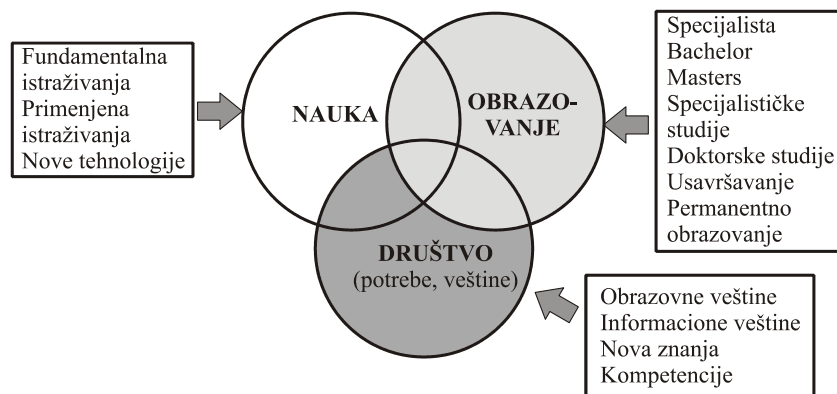 Fundamentalna
istraživanja
Primenjena
istraživanja
Nove tehnologije
NAUKA
OBRAZO-
VANJE
Specijalista
Bachelor
Masters
Specijalističke
studije
Doktorske studije
Usavršavanje
Permanentno
obrazovanje
DRUŠTVO
(potrebe, veštine)
Obrazovne veštine
Informacione veštine
Nova znanja
Kompetencije